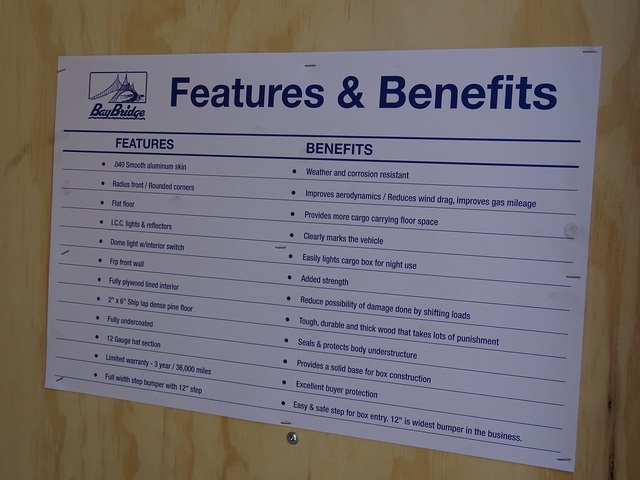 BayBridge
Features & Benefits
FEATURES BENEFITS
• .040 Smooth aluminum skin • Weather and corrosion resistant
• Radius front / Rounded corners • Improves aerodynamics / Reduces wind drag, improves gas mileage
• Flat floor • Provides more cargo carrying floor space
• I.C.C. lights & reflectors • Clearly marks the vehicle
• Dome light w/interior switch • Easily lights cargo box for night use
• Frp front wall • Added strength
• Fully plywood lined interior • Reduce possibility of damage done by shifting loads
• 2" x 6" Ship lap dense pine floor • Tough, durable and thick wood that takes lots of punishment
• Fully undercoated • Seals & protects body understructure
• 12 Gauge hat section • Provides a solid base for box construction
• Limited warranty - 3 year / 36,000 miles • Excellent buyer protection
• Full width step bumper with 12" step • Easy & safe step for box entry. 12" is widest bumper in the business.